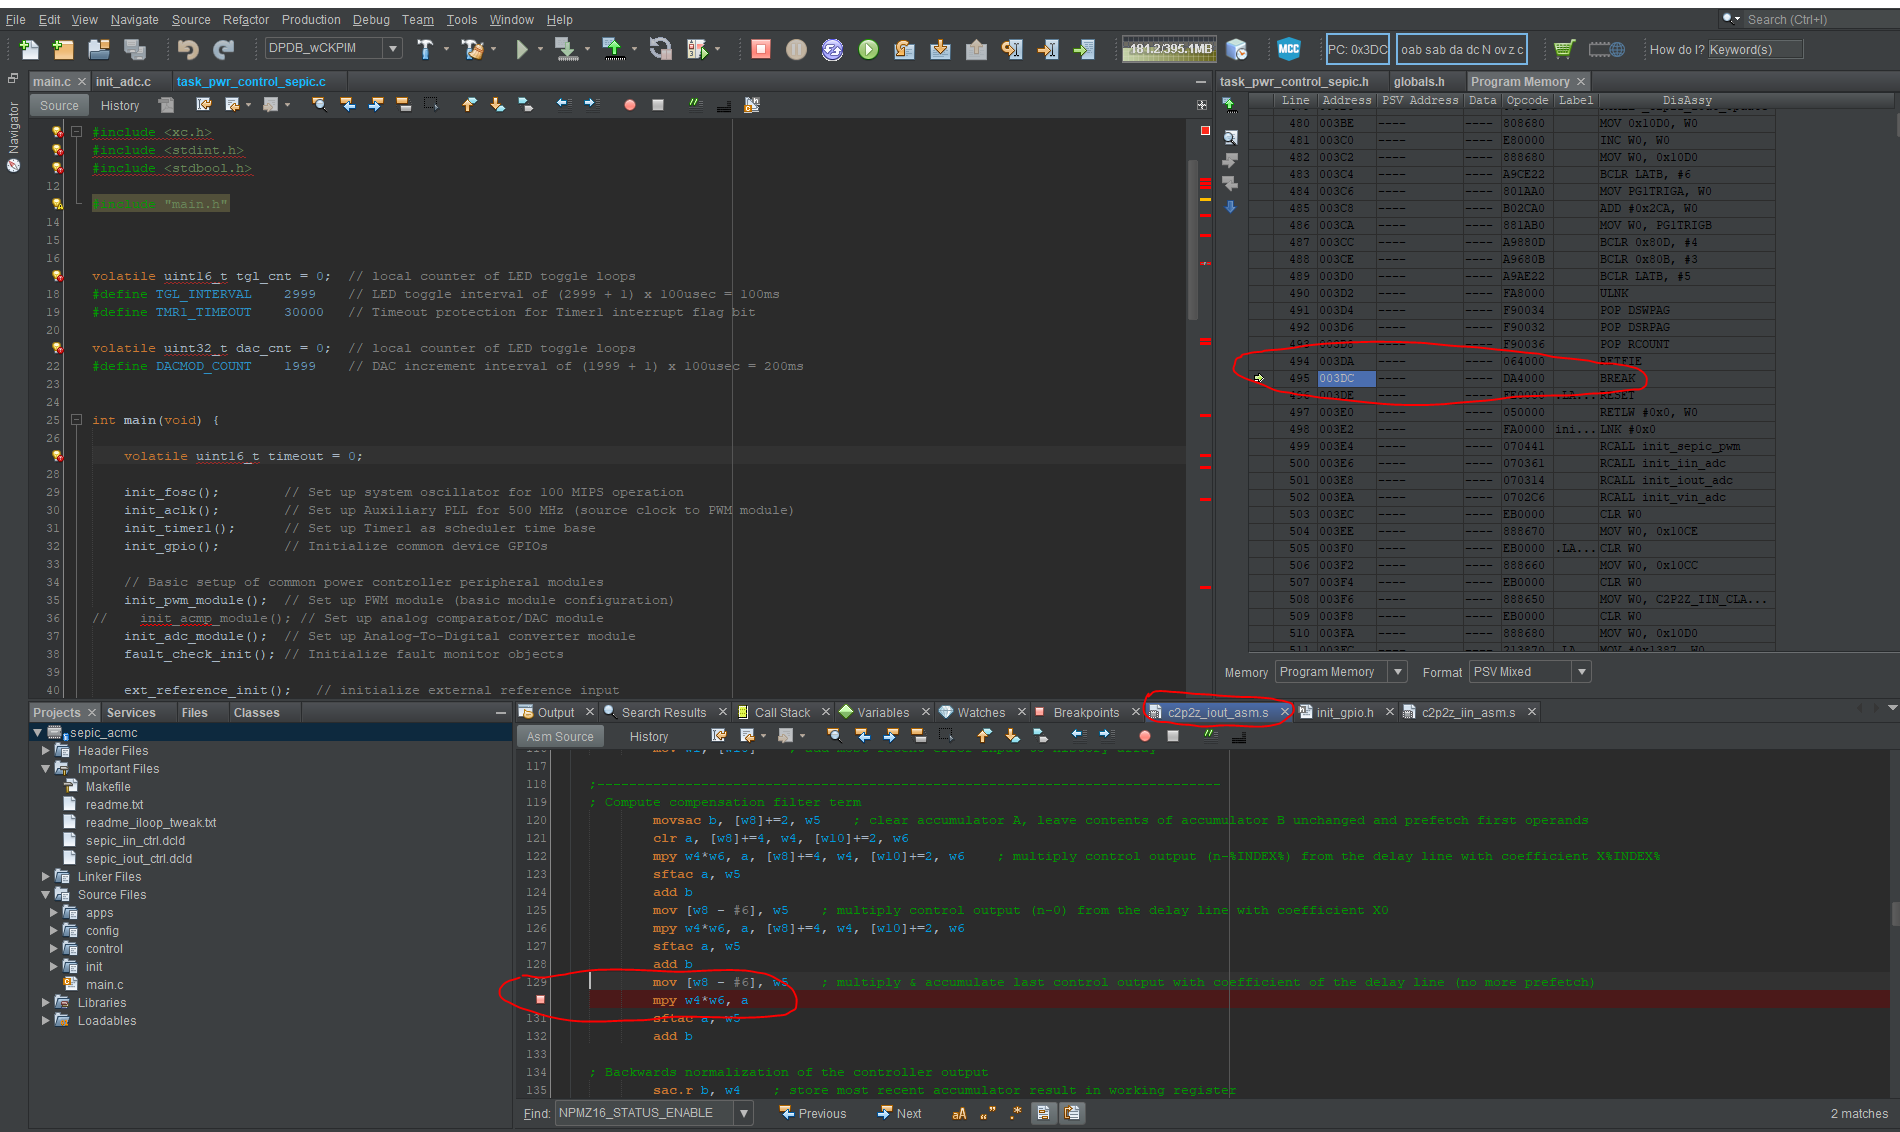 File Edit View Navigate Source Refactor Production Debug Team Tools Window Help
Search (Ctrl+I)
DPDB_wCKPIM
181.2/395.1MB
MCC
PC: 0x3DC
oab sab da dc N ov z c
How do I? Keyword(s)
main.c init_adc.c task_pwr_control_sepic.c
Source History
Navigator
#include <xc.h>
#include <stdint.h>
#include <stdbool.h>
12
#include "main.h"
14
15
16
volatile uint16_t tgl_cnt = 0; // local counter of LED toggle loops
18 #define TGL_INTERVAL 2999 // LED toggle interval of (2999 + 1) x 100usec = 100ms
19 #define TMR1_TIMEOUT 30000 // Timeout protection for Timer1 interrupt flag bit
20
volatile uint32_t dac_cnt = 0; // local counter of LED toggle loops
22 #define DACMOD_COUNT 1999 // DAC increment interval of (1999 + 1) x 100usec = 200ms
23
24
25 int main(void) {
26
volatile uint16_t timeout = 0;
28
29 init_fosc(); // Set up system oscillator for 100 MIPS operation
30 init_aclk(); // Set up Auxiliary PLL for 500 MHz (source clock to PWM module)
31 init_timer1(); // Set up Timer1 as scheduler time base
32 init_gpio(); // Initialize common device GPIOs
33
34 // Basic setup of common power controller peripheral modules
35 init_pwm_module(); // Set up PWM module (basic module configuration)
36 // init_acmp_module(); // Set up analog comparator/DAC module
37 init_adc_module(); // Set up Analog-To-Digital converter module
38 fault_check_init(); // Initialize fault monitor objects
39
40 ext_reference_init(); // initialize external reference input
task_pwr_control_sepic.h globals.h Program Memory
Line Address PSV Address Data Opcode Label DisAssy
480 003BE ---- ---- 808680 MOV 0x10D0, W0
481 003C0 ---- ---- E80000 INC W0, W0
482 003C2 ---- ---- 888680 MOV W0, 0x10D0
483 003C4 ---- ---- A9CE22 BCLR LATB, #6
484 003C6 ---- ---- 801AA0 MOV PG1TRIGA, W0
485 003C8 ---- ---- B02CA0 ADD #0x2CA, W0
486 003CA ---- ---- 881AB0 MOV W0, PG1TRIGB
487 003CC ---- ---- A9880D BCLR 0x80D, #4
488 003CE ---- ---- A9680B BCLR 0x80B, #3
489 003D0 ---- ---- A9AE22 BCLR LATB, #5
490 003D2 ---- ---- FA8000 ULNK
491 003D4 ---- ---- F90034 POP DSWPAG
492 003D6 ---- ---- F90032 POP DSRPAG
493 003D8 ---- ---- F90036 POP RCOUNT
494 003DA ---- ---- 064000 RETFIE
495 003DC ---- ---- DA4000 BREAK
496 003DE ---- ---- FE0000 .LA... RESET
497 003E0 ---- ---- 050000 RETLW #0x0, W0
498 003E2 ---- ---- FA0000 ini... LNK #0x0
499 003E4 ---- ---- 070441 RCALL init_sepic_pwm
500 003E6 ---- ---- 070361 RCALL init_iin_adc
501 003E8 ---- ---- 070314 RCALL init_iout_adc
502 003EA ---- ---- 0702C6 RCALL init_vin_adc
503 003EC ---- ---- EB0000 CLR W0
504 003EE ---- ---- 888670 MOV W0, 0x10CE
505 003F0 ---- ---- EB0000 .LA... CLR W0
506 003F2 ---- ---- 888660 MOV W0, 0x10CC
507 003F4 ---- ---- EB0000 CLR W0
508 003F6 ---- ---- 888650 MOV W0, C2P2Z_IIN_CLA...
509 003F8 ---- ---- EB0000 CLR W0
510 003FA ---- ---- 888680 MOV W0, 0x10D0
511 003FC ---- ---- 213870 .LA... MOV #0x1387, W0
Memory Program Memory Format PSV Mixed
Projects Services Files Classes
sepic_acmc
Header Files
Important Files
Makefile
readme.txt
readme_iloop_tweak.txt
sepic_iin_ctrl.dcld
sepic_iout_ctrl.dcld
Linker Files
Source Files
apps
config
control
init
main.c
Libraries
Loadables
Output Search Results Call Stack Variables Watches Breakpoints c2p2z_iout_asm.s init_gpio.h c2p2z_iin_asm.s
Asm Source History
117
118 ;------------------------------------------------------------------------------
119 ; Compute compensation filter term
120 movsac b, [w8]+=2, w5 ; clear accumulator A, leave contents of accumulator B unchanged and prefetch first operands
121 clr a, [w8]+=4, w4, [w10]+=2, w6
122 mpy w4*w6, a, [w8]+=4, w4, [w10]+=2, w6 ; multiply control output (n-%INDEX%) from the delay line with coefficient X%INDEX%
123 sftac a, w5
124 add b
125 mov [w8 - #6], w5 ; multiply control output (n-0) from the delay line with coefficient X0
126 mpy w4*w6, a, [w8]+=4, w4, [w10]+=2, w6
127 sftac a, w5
128 add b
129 mov [w8 - #6], w5 ; multiply & accumulate last control output with coefficient of the delay line (no more prefetch)
mpy w4*w6, a
131 sftac a, w5
132 add b
133
134 ; Backwards normalization of the controller output
135 sac.r b, w4 ; store most recent accumulator result in working register
Find: NPMZ16_STATUS_ENABLE Previous Next aA 2 matches